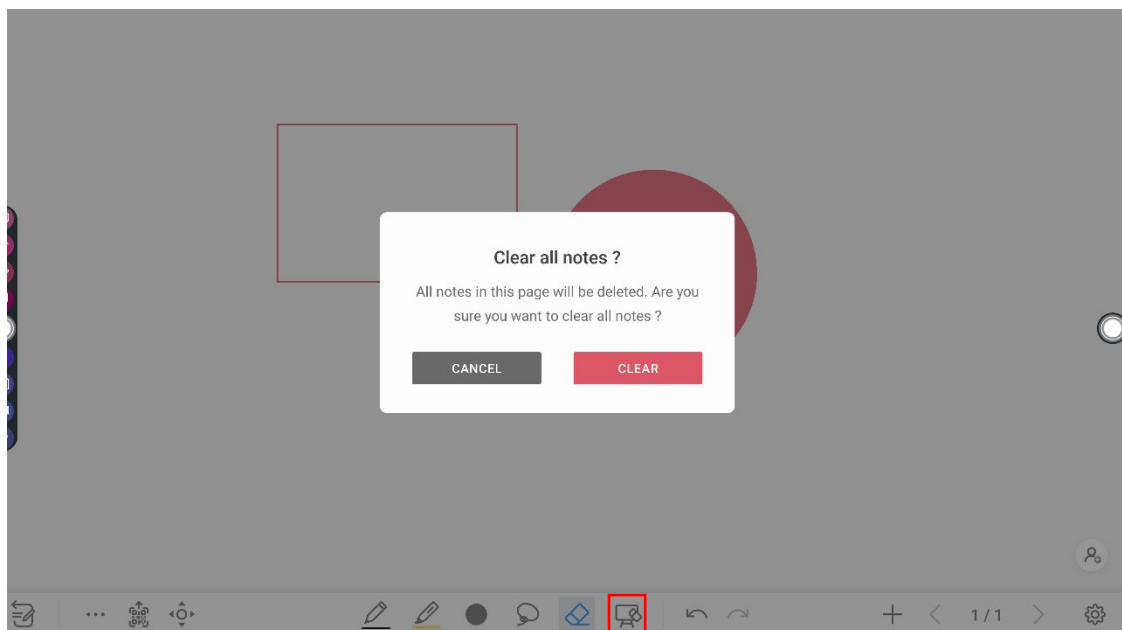 Clear all notes ?
All notes in this page will be deleted. Are you
sure you want to clear all notes ?
CANCEL CLEAR
1/1